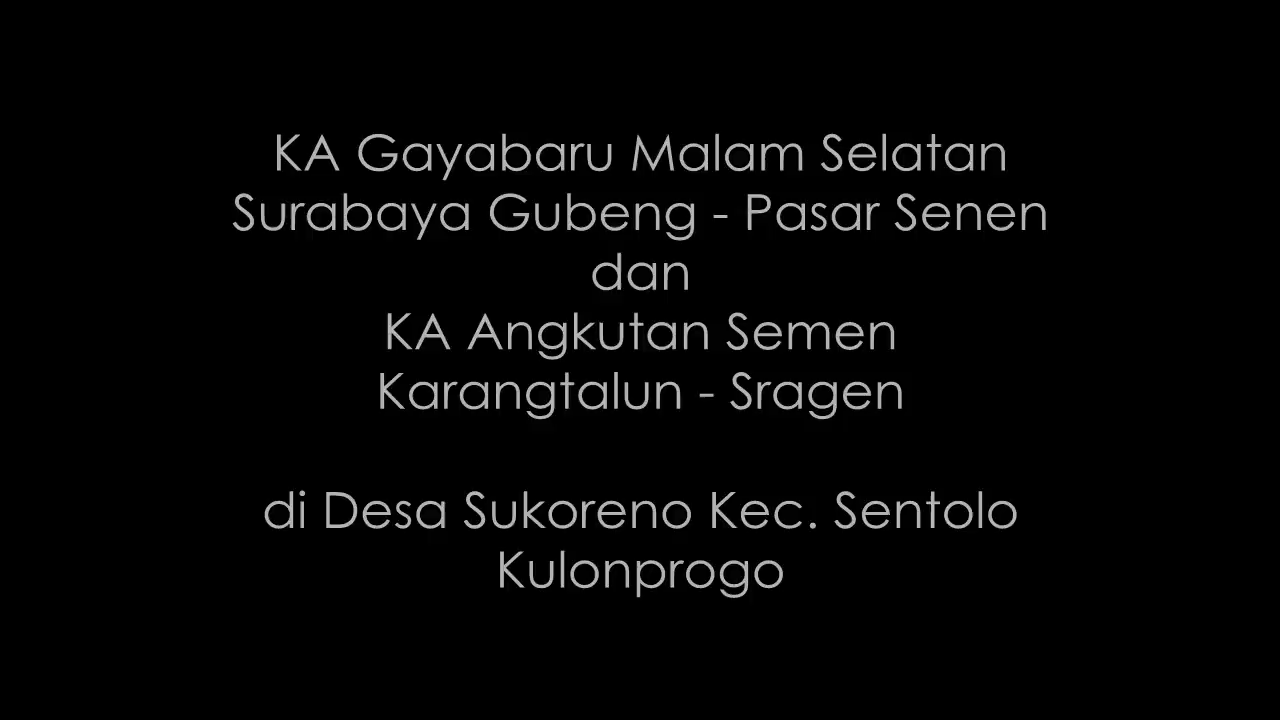 KA Gayabaru Malam Selatan
Surabaya Gubeng - Pasar Senen
dan
KA Angkutan Semen
Karangtalun - Sragen
di Desa Sukoreno Kec. Sentolo
Kulonprogo